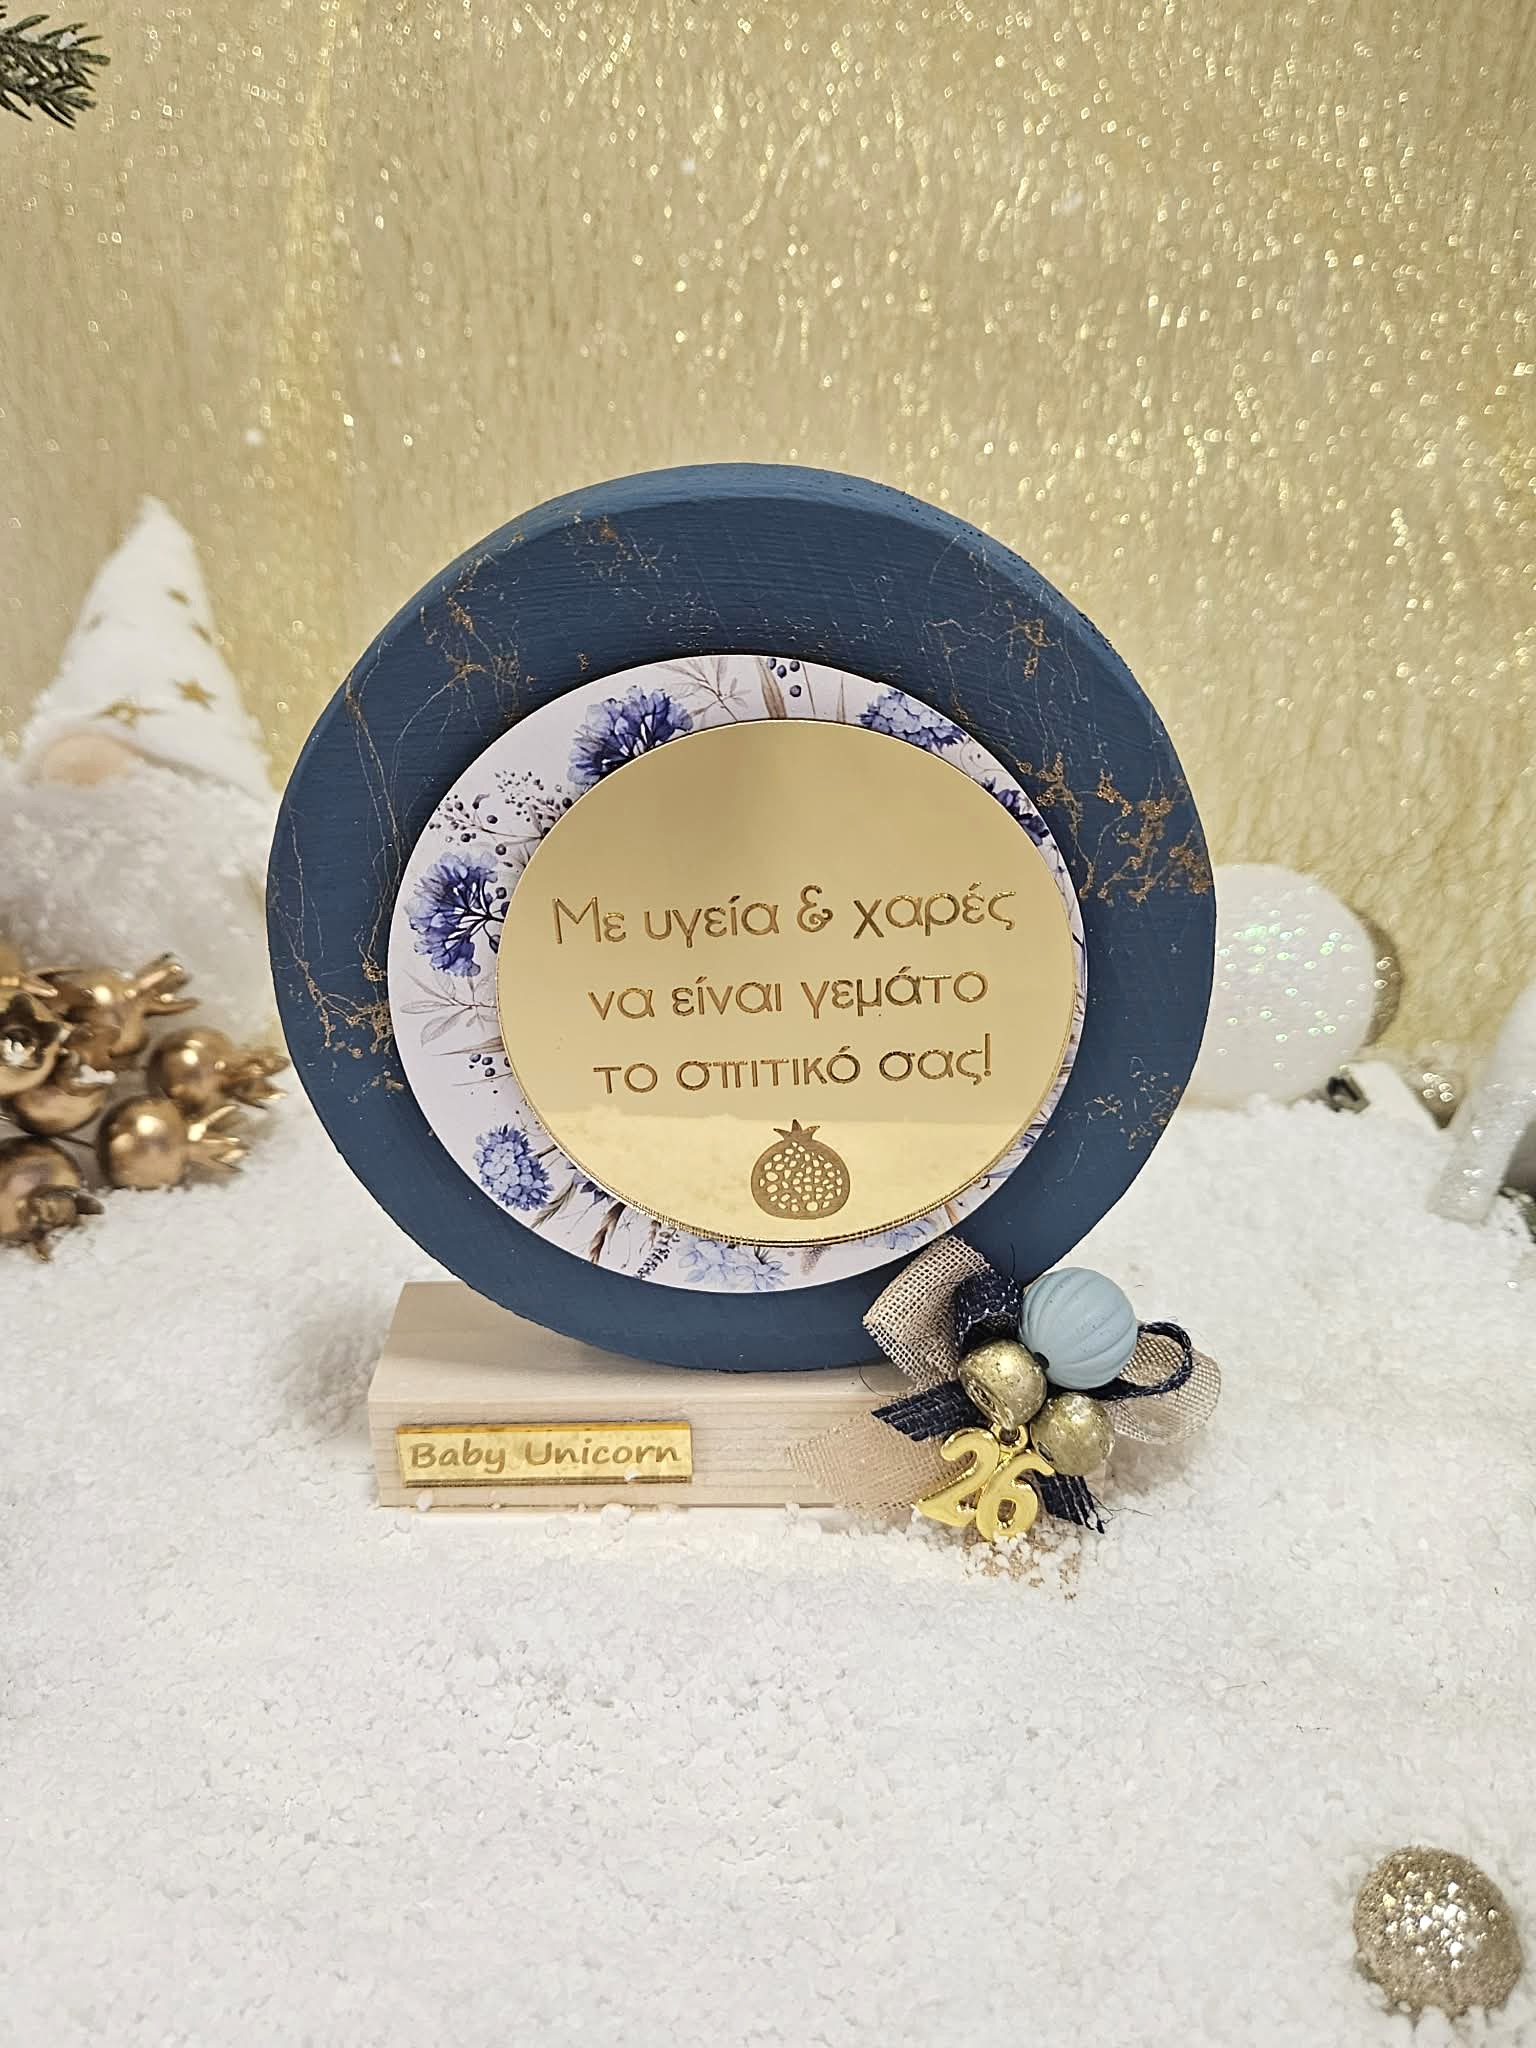 Με υγεία & χαρές
να είναι γεμάτο
το σπιτικό σας!
Baby Unicorn
26